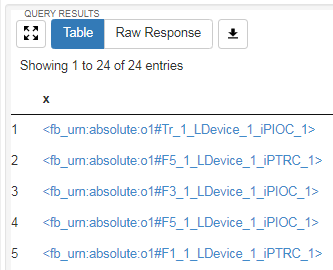 QUERY RESULTS
Table Raw Response
Showing 1 to 24 of 24 entries
x
1 <fb_urn:absolute:o1#Tr_1_LDevice_1_iPIOC_1>
2 <fb_urn:absolute:o1#F5_1_LDevice_1_iPTRC_1>
3 <fb_urn:absolute:o1#F3_1_LDevice_1_iPIOC_1>
4 <fb_urn:absolute:o1#F5_1_LDevice_1_iPIOC_1>
5 <fb_urn:absolute:o1#F1_1_LDevice_1_iPTRC_1>